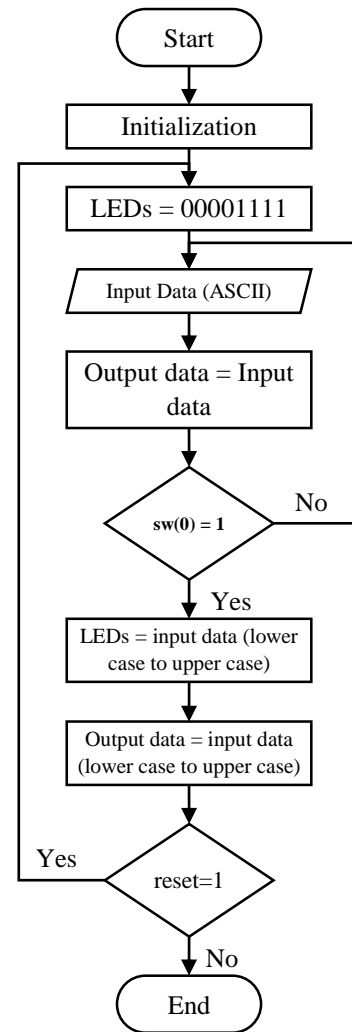 Start
Initialization
LEDs = 00001111
Input Data (ASCII)
Output data = Input
data
sw(0) = 1
No
Yes
LEDs = input data (lower
case to upper case)
Output data = input data
(lower case to upper case)
Yes
reset=1
No
End